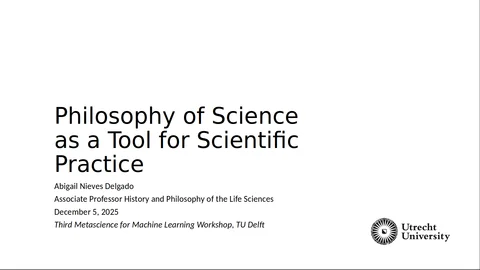 Philosophy of Science
as a Tool for Scientific
Practice
Abigail Nieves Delgado
Associate Professor History and Philosophy of the Life Sciences
December 5, 2025
Third Metascience for Machine Learning Workshop, TU Delft
Utrecht
University